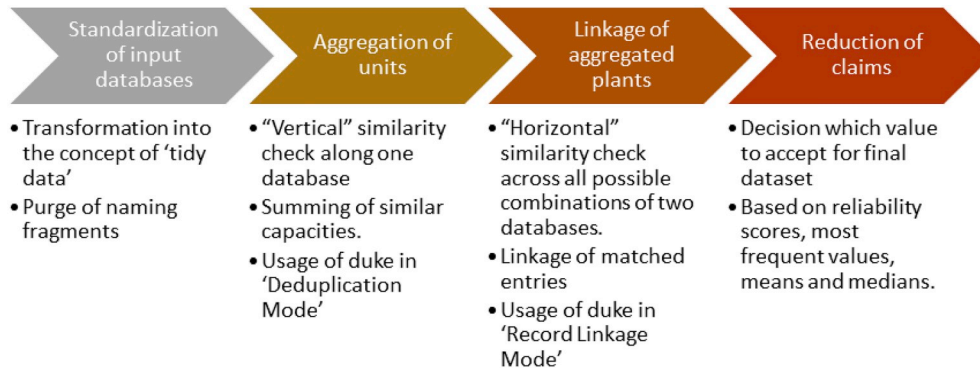 Standardization
of input
databases
Aggregation of
units
Linkage of
aggregated
plants
Reduction of
claims
• Transformation into
the concept of ‘tidy
data’
• Purge of naming
fragments
• “Vertical” similarity
check along one
database
• Summing of similar
capacities.
• Usage of duke in
‘Deduplication
Mode’
• “Horizontal”
similarity check
across all possible
combinations of two
databases.
• Linkage of matched
entries
• Usage of duke in
‘Record Linkage
Mode’
• Decision which value
to accept for final
dataset
• Based on reliability
scores, most
frequent values,
means and medians.